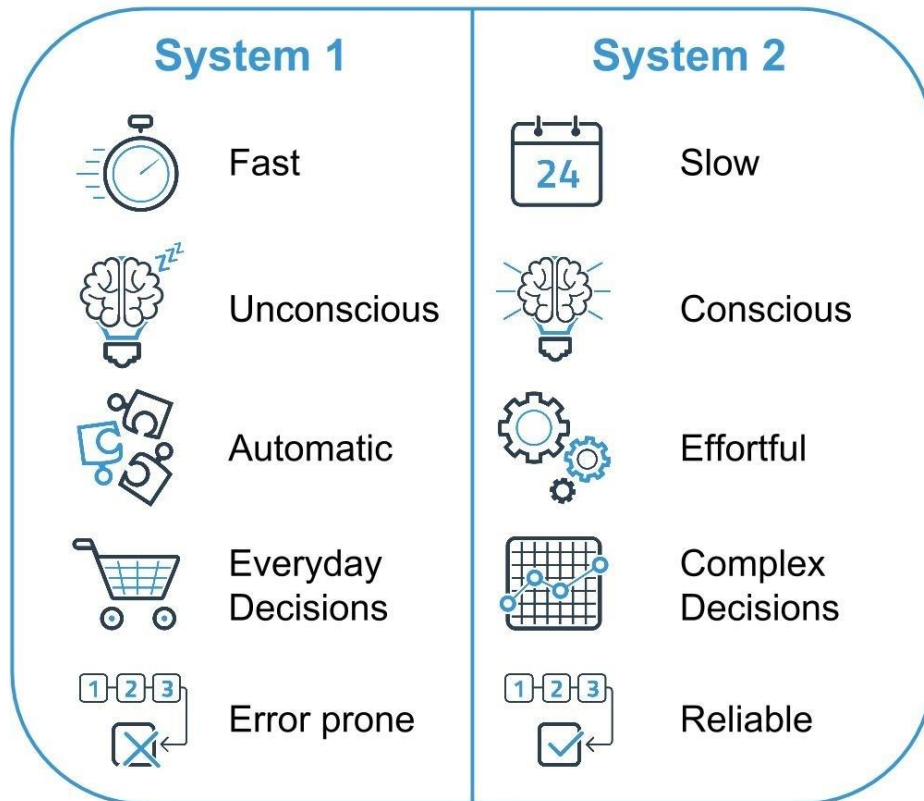 System 1
Fast
Unconscious
Automatic
Everyday
Decisions
1 2 3
Error prone
System 2
24
Slow
Conscious
Effortful
Complex
Decisions
1 2 3
Reliable